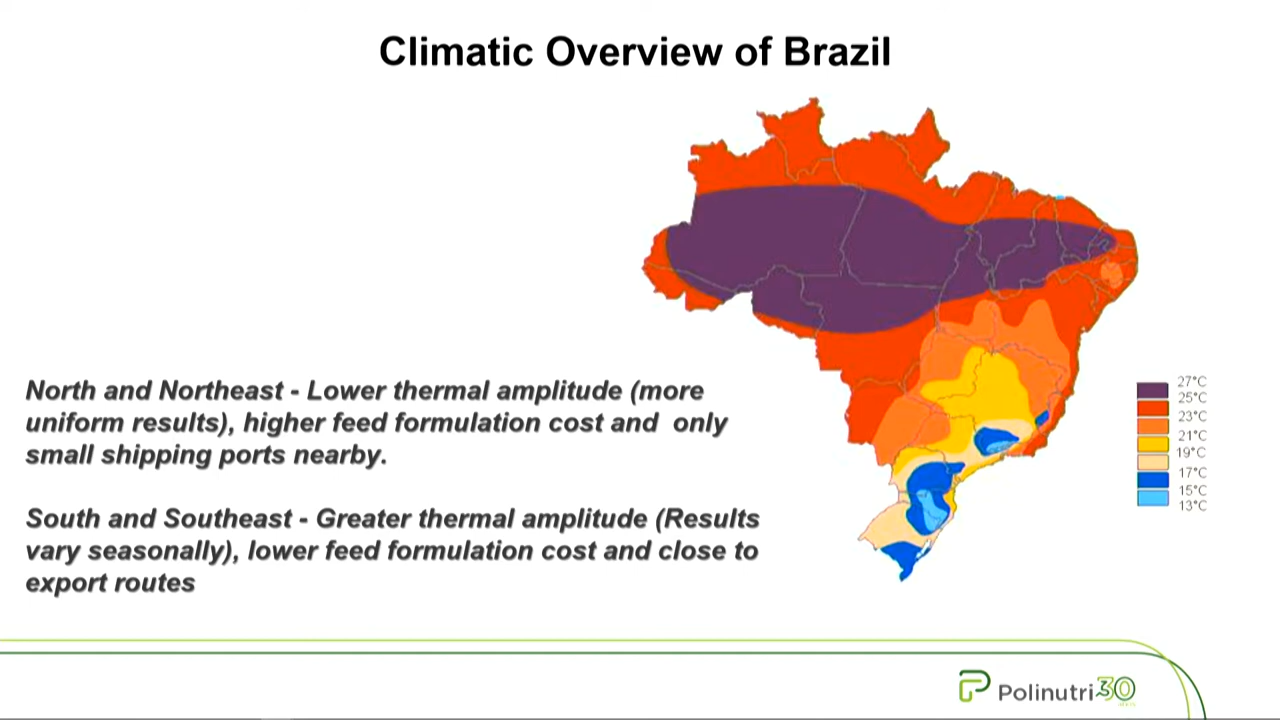 Climatic Overview of Brazil
North and Northeast - Lower thermal amplitude (more
uniform results), higher feed formulation cost and only
small shipping ports nearby.
South and Southeast - Greater thermal amplitude (Results
vary seasonally), lower feed formulation cost and close to
export routes
27°C
25°C
23°C
21°C
19°C
17°C
15°C
13°C
Polinutri 30